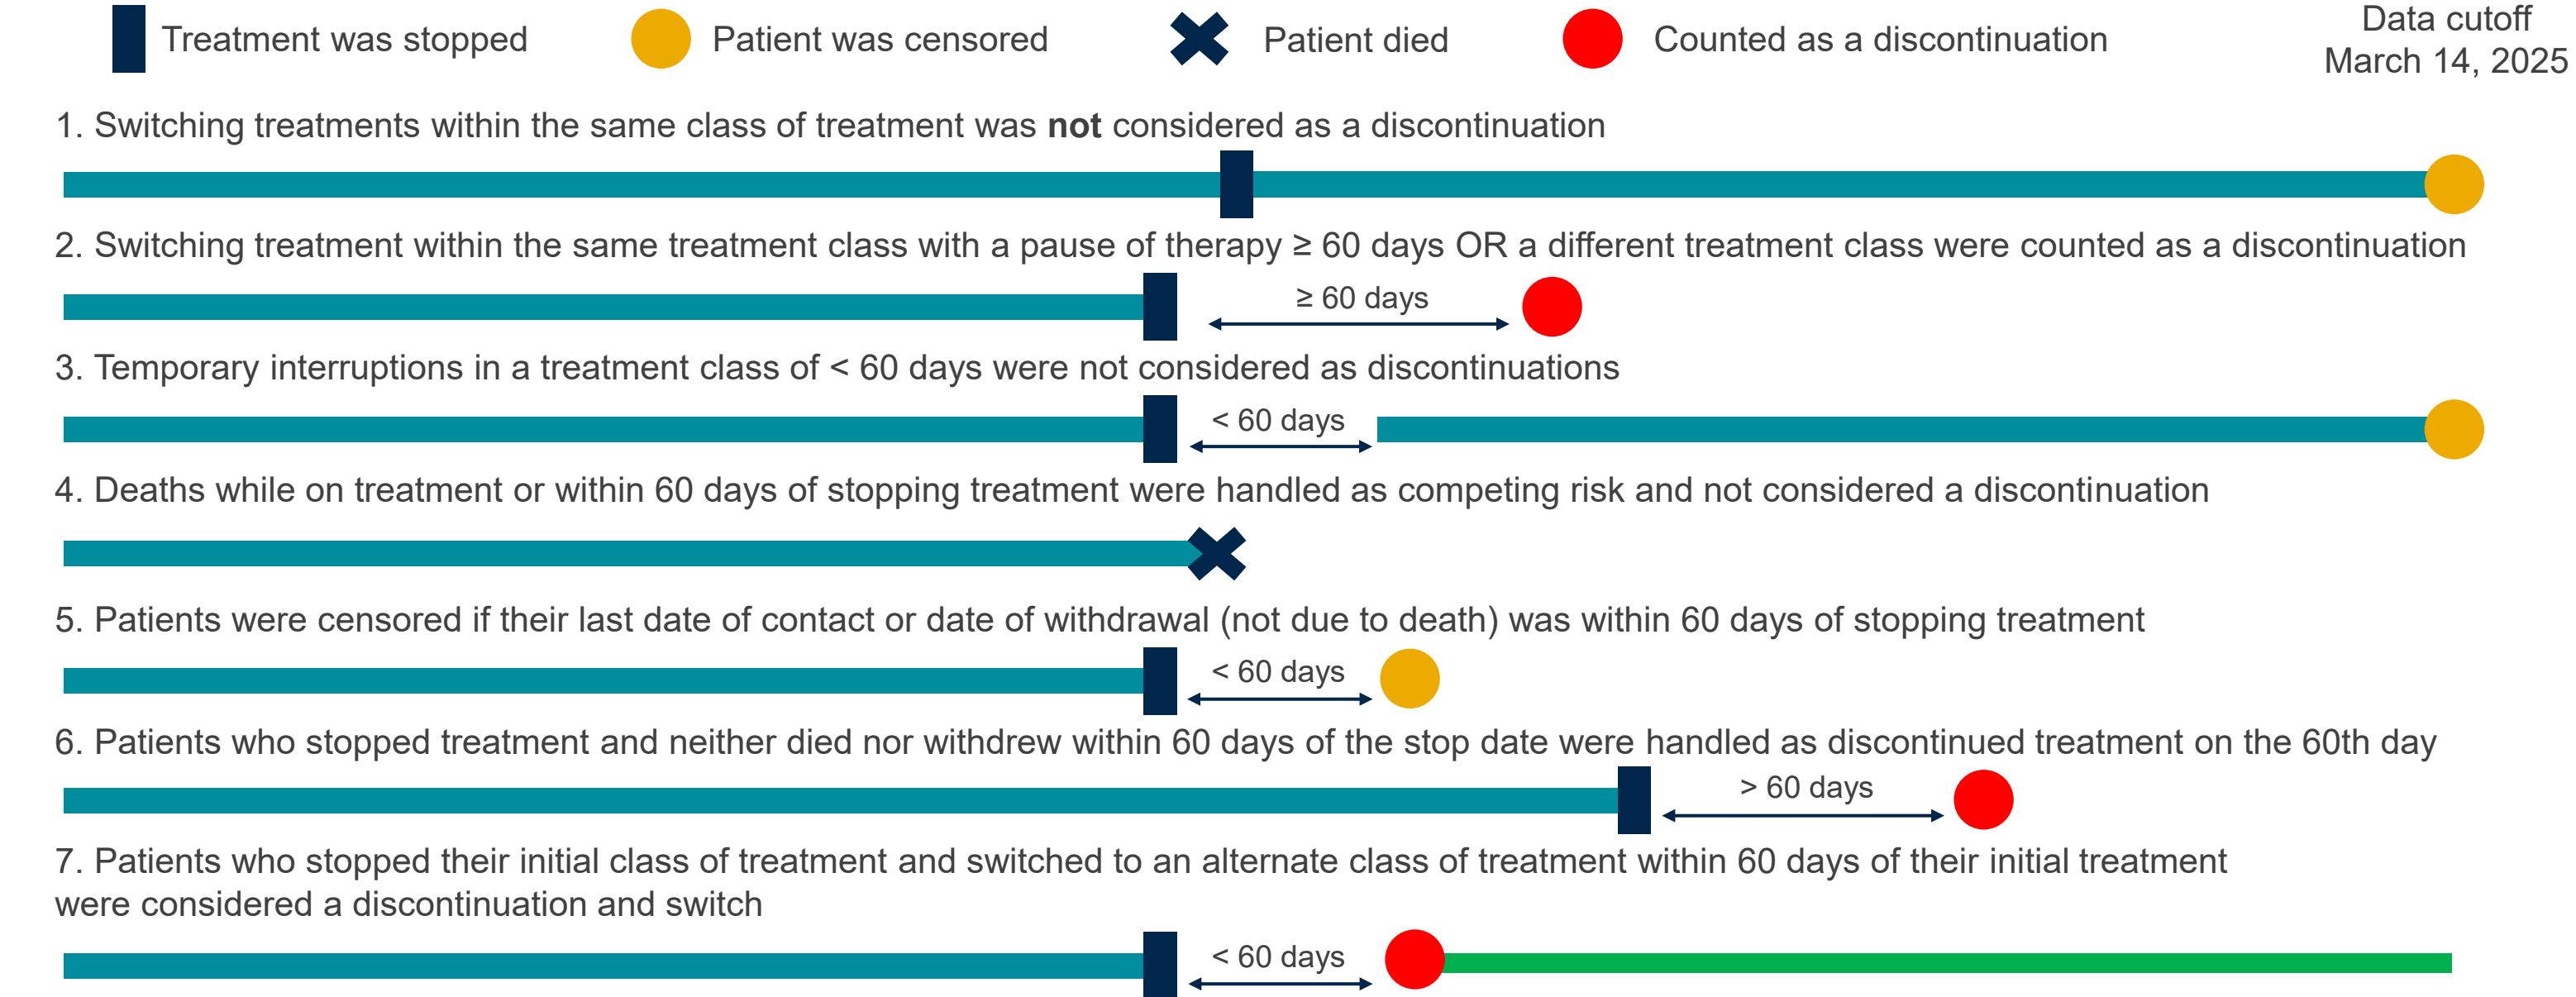 Treatment was stopped
Patient was censored
Patient died
Counted as a discontinuation
Data cutoff
March 14, 2025
1. Switching treatments within the same class of treatment was not considered as a discontinuation
2. Switching treatment within the same treatment class with a pause of therapy ≥ 60 days OR a different treatment class were counted as a discontinuation
≥ 60 days
3. Temporary interruptions in a treatment class of < 60 days were not considered as discontinuations
< 60 days
4. Deaths while on treatment or within 60 days of stopping treatment were handled as competing risk and not considered a discontinuation
5. Patients were censored if their last date of contact or date of withdrawal (not due to death) was within 60 days of stopping treatment
< 60 days
6. Patients who stopped treatment and neither died nor withdrew within 60 days of the stop date were handled as discontinued treatment on the 60th day
> 60 days
7. Patients who stopped their initial class of treatment and switched to an alternate class of treatment within 60 days of their initial treatment
were considered a discontinuation and switch
< 60 days